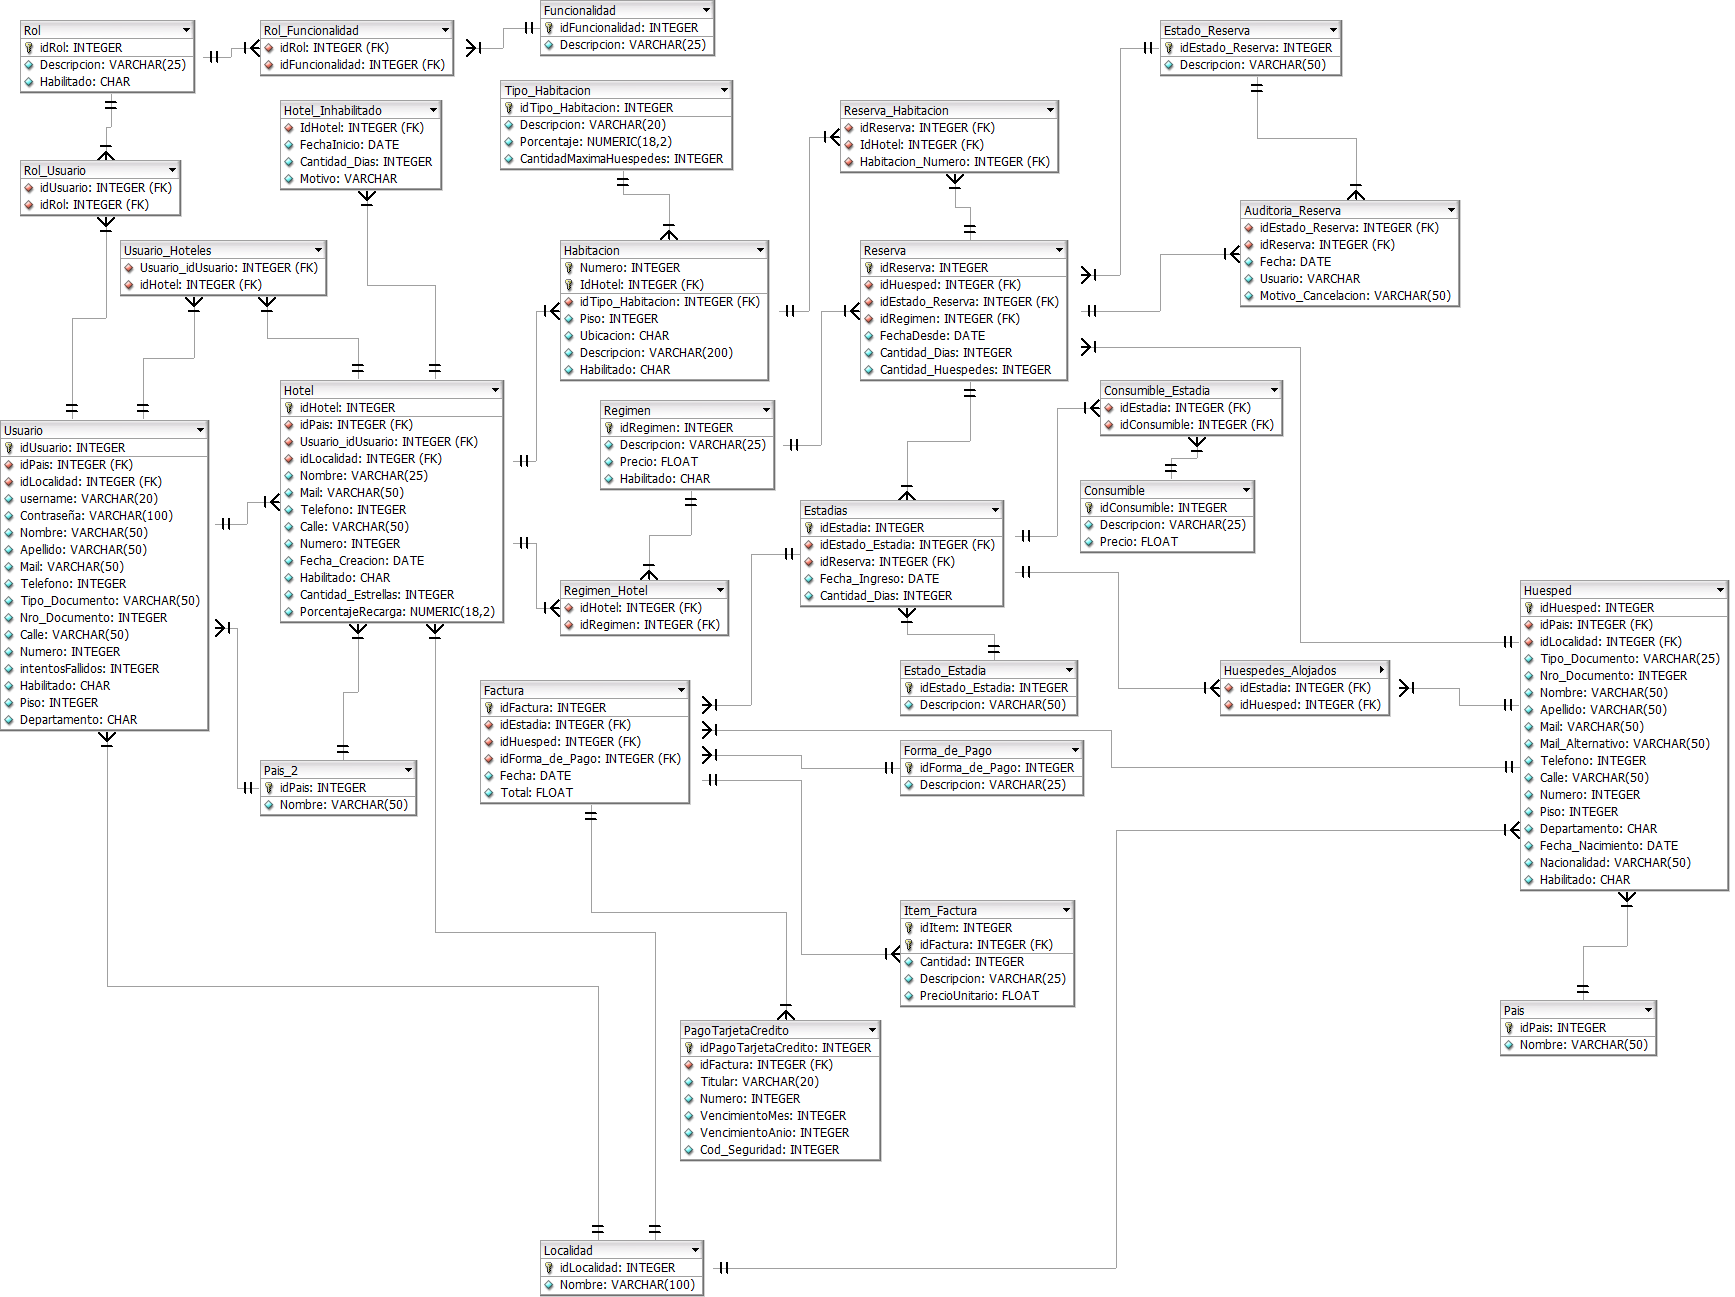 Rol
idRol: INTEGER
Descripcion: VARCHAR(25)
Habilitado: CHAR
Rol_Funcionalidad
idRol: INTEGER (FK)
idFuncionalidad: INTEGER (FK)
Funcionalidad
idFuncionalidad: INTEGER
Descripcion: VARCHAR(25)
Estado_Reserva
idEstado_Reserva: INTEGER
Descripcion: VARCHAR(50)
Hotel_Inhabilitado
IdHotel: INTEGER (FK)
FechaInicio: DATE
Cantidad_Dias: INTEGER
Motivo: VARCHAR
Tipo_Habitacion
idTipo_Habitacion: INTEGER
Descripcion: VARCHAR(20)
Porcentaje: NUMERIC(18,2)
CantidadMaximaHuespedes: INTEGER
Reserva_Habitacion
idReserva: INTEGER (FK)
IdHotel: INTEGER (FK)
Habitacion_Numero: INTEGER (FK)
Rol_Usuario
idUsuario: INTEGER (FK)
idRol: INTEGER (FK)
Auditoria_Reserva
idEstado_Reserva: INTEGER (FK)
idReserva: INTEGER (FK)
Fecha: DATE
Usuario: VARCHAR
Motivo_Cancelacion: VARCHAR(50)
Usuario_Hoteles
Usuario_idUsuario: INTEGER (FK)
idHotel: INTEGER (FK)
Habitacion
Numero: INTEGER
IdHotel: INTEGER (FK)
idTipo_Habitacion: INTEGER (FK)
Piso: INTEGER
Ubicacion: CHAR
Descripcion: VARCHAR(200)
Habilitado: CHAR
Reserva
idReserva: INTEGER
idHuesped: INTEGER (FK)
idEstado_Reserva: INTEGER (FK)
idRegimen: INTEGER (FK)
FechaDesde: DATE
Cantidad_Dias: INTEGER
Cantidad_Huespedes: INTEGER
Hotel
idHotel: INTEGER
idPais: INTEGER (FK)
Usuario_idUsuario: INTEGER (FK)
idLocalidad: INTEGER (FK)
Nombre: VARCHAR(25)
Mail: VARCHAR(50)
Telefono: INTEGER
Calle: VARCHAR(50)
Numero: INTEGER
Fecha_Creacion: DATE
Habilitado: CHAR
Cantidad_Estrellas: INTEGER
PorcentajeRecarga: NUMERIC(18,2)
Regimen
idRegimen: INTEGER
Descripcion: VARCHAR(25)
Precio: FLOAT
Habilitado: CHAR
Consumible_Estadia
idEstadia: INTEGER (FK)
idConsumible: INTEGER (FK)
Usuario
idUsuario: INTEGER
idPais: INTEGER (FK)
idLocalidad: INTEGER (FK)
username: VARCHAR(20)
Contraseña: VARCHAR(100)
Nombre: VARCHAR(50)
Apellido: VARCHAR(50)
Mail: VARCHAR(50)
Telefono: INTEGER
Tipo_Documento: VARCHAR(50)
Nro_Documento: INTEGER
Calle: VARCHAR(50)
Numero: INTEGER
intentosFallidos: INTEGER
Habilitado: CHAR
Piso: INTEGER
Departamento: CHAR
Consumible
idConsumible: INTEGER
Descripcion: VARCHAR(25)
Precio: FLOAT
Estadias
idEstadia: INTEGER
idEstado_Estadia: INTEGER (FK)
idReserva: INTEGER (FK)
Fecha_Ingreso: DATE
Cantidad_Dias: INTEGER
Regimen_Hotel
idHotel: INTEGER (FK)
idRegimen: INTEGER (FK)
Huesped
idHuesped: INTEGER
idPais: INTEGER (FK)
idLocalidad: INTEGER (FK)
Tipo_Documento: VARCHAR(25)
Nro_Documento: INTEGER
Nombre: VARCHAR(50)
Apellido: VARCHAR(50)
Mail: VARCHAR(50)
Mail_Alternativo: VARCHAR(50)
Telefono: INTEGER
Calle: VARCHAR(50)
Numero: INTEGER
Piso: INTEGER
Departamento: CHAR
Fecha_Nacimiento: DATE
Nacionalidad: VARCHAR(50)
Habilitado: CHAR
Estado_Estadia
idEstado_Estadia: INTEGER
Descripcion: VARCHAR(50)
Huespedes_Alojados
idEstadia: INTEGER (FK)
idHuesped: INTEGER (FK)
Factura
idFactura: INTEGER
idEstadia: INTEGER (FK)
idHuesped: INTEGER (FK)
idForma_de_Pago: INTEGER (FK)
Fecha: DATE
Total: FLOAT
Forma_de_Pago
idForma_de_Pago: INTEGER
Descripcion: VARCHAR(25)
Pais_2
idPais: INTEGER
Nombre: VARCHAR(50)
Item_Factura
idItem: INTEGER
idFactura: INTEGER (FK)
Cantidad: INTEGER
Descripcion: VARCHAR(25)
PrecioUnitario: FLOAT
Pais
idPais: INTEGER
Nombre: VARCHAR(50)
PagoTarjetaCredito
idPagoTarjetaCredito: INTEGER
idFactura: INTEGER (FK)
Titular: VARCHAR(20)
Numero: INTEGER
VencimientoMes: INTEGER
VencimientoAnio: INTEGER
Cod_Seguridad: INTEGER
Localidad
idLocalidad: INTEGER
Nombre: VARCHAR(100)